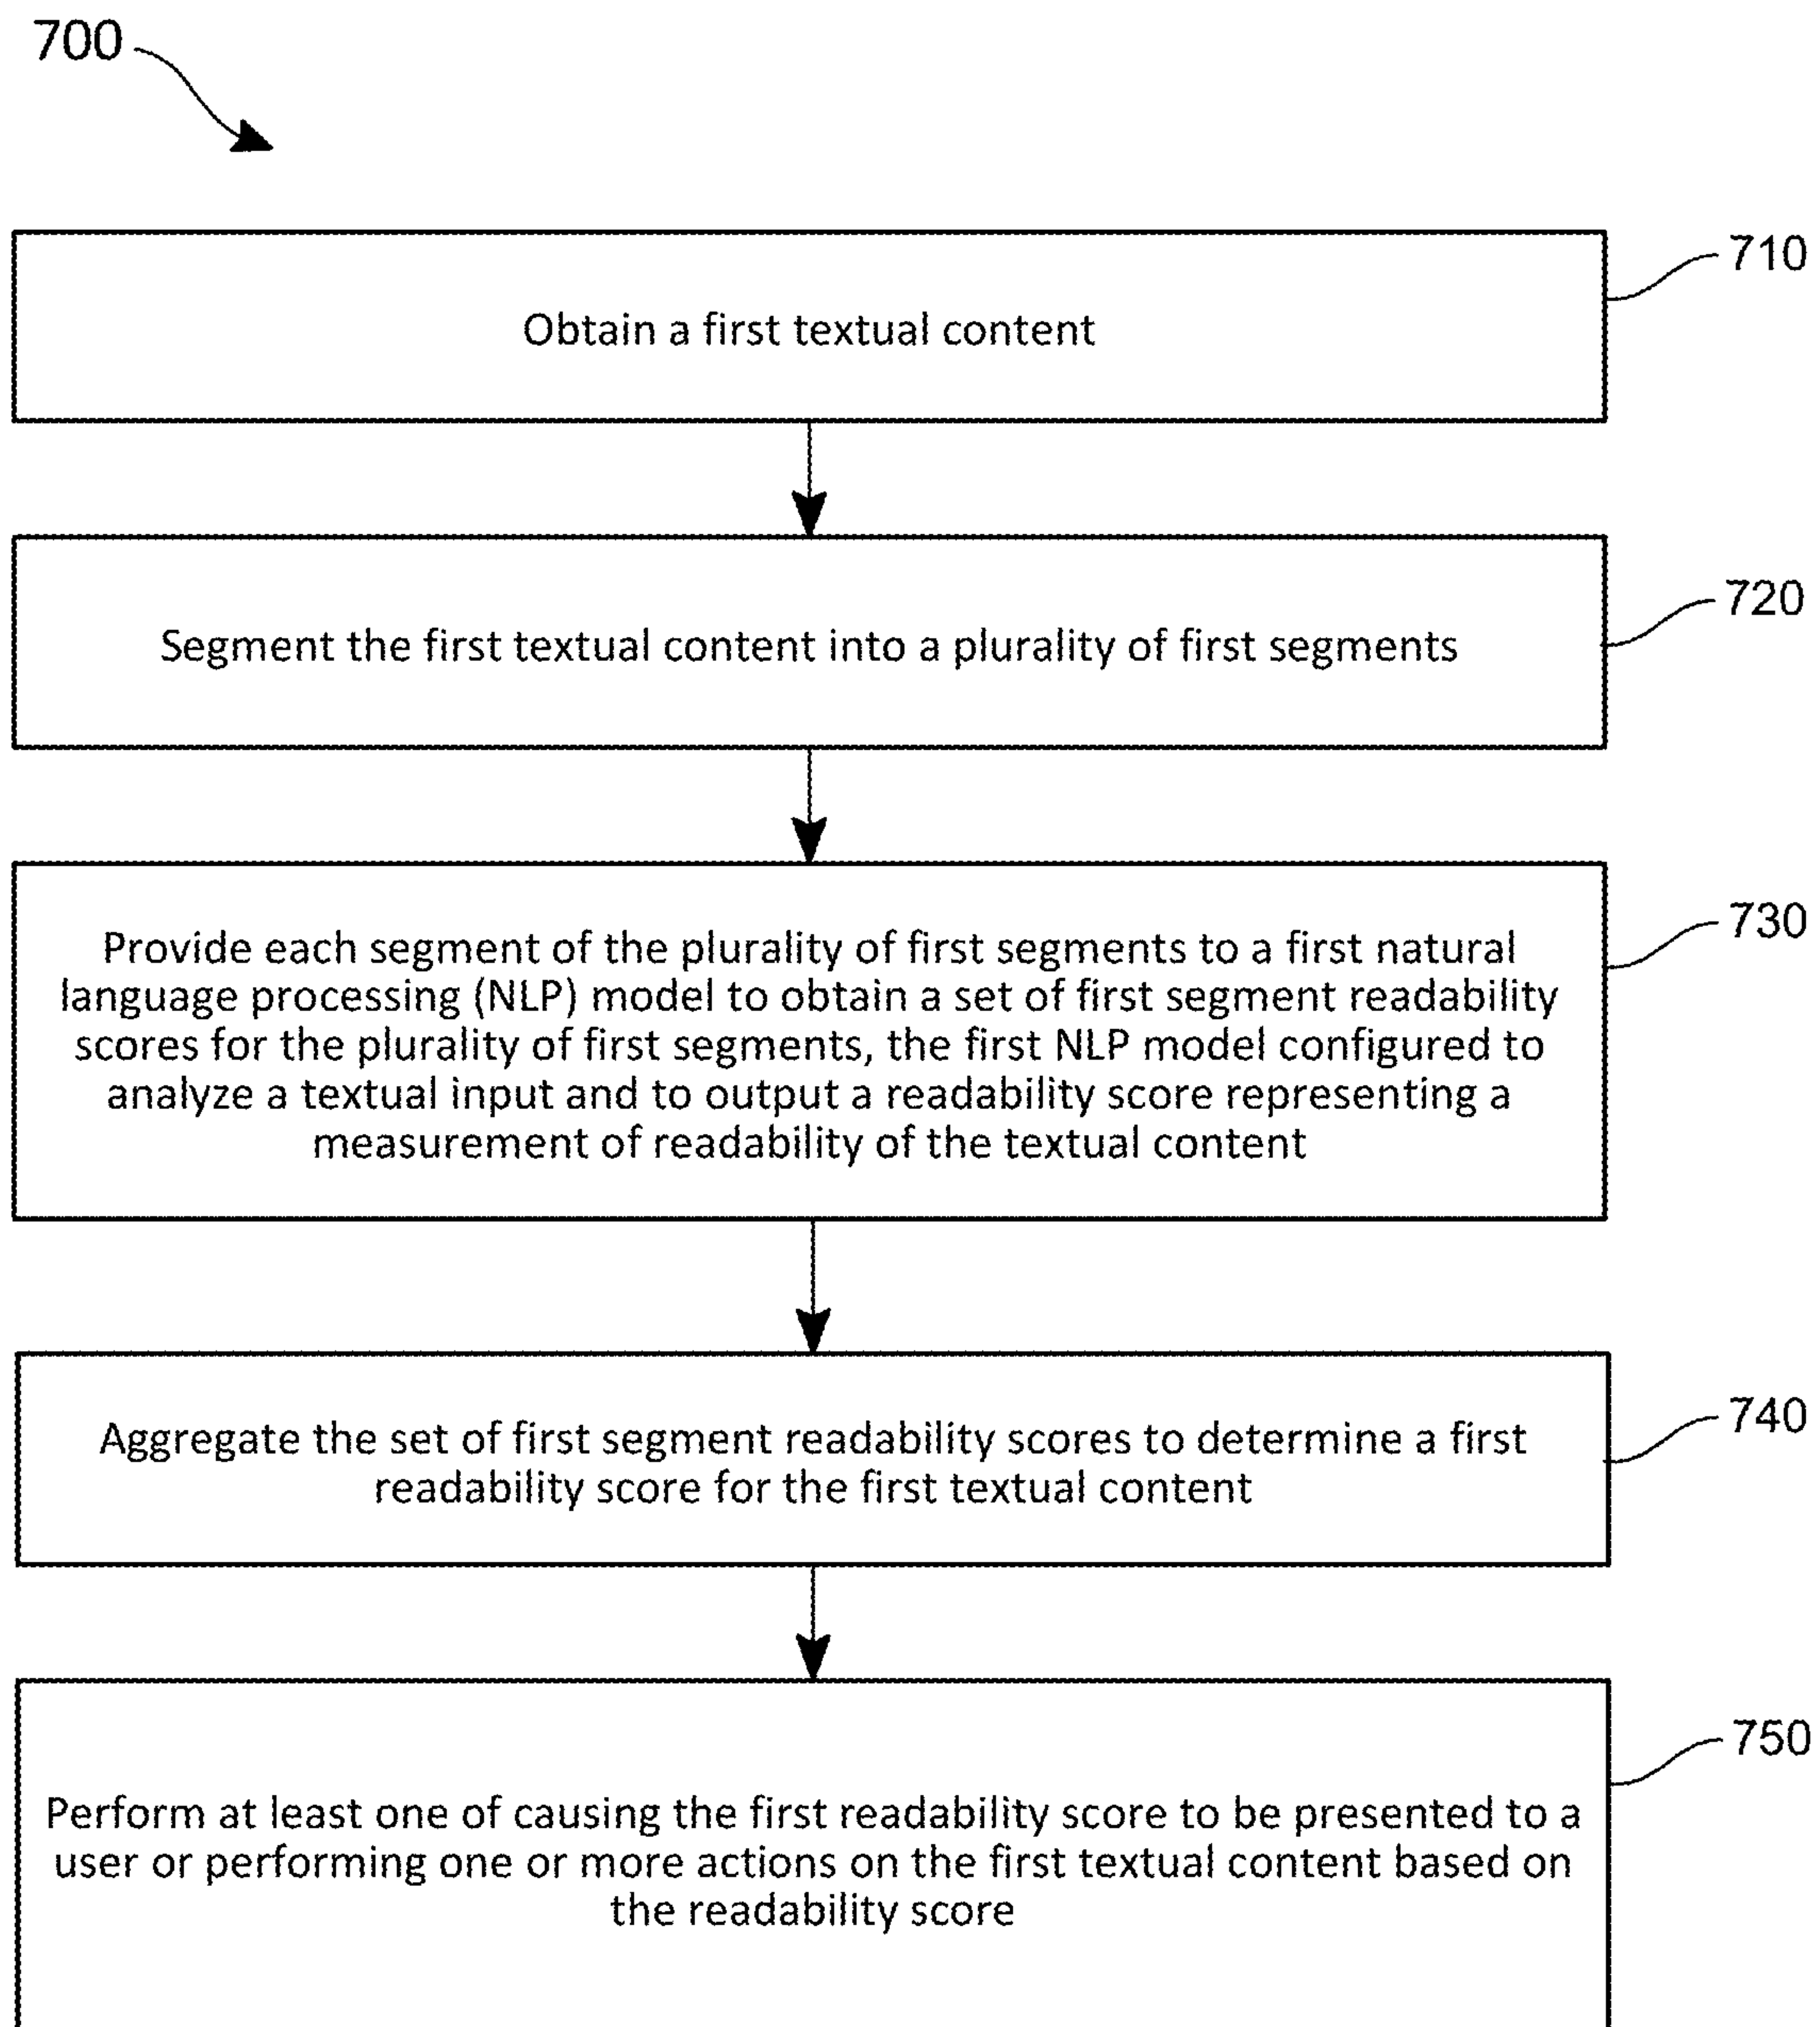 700
710
Obtain a first textual content
720
Segment the first textual content into a plurality of first segments
730
Provide each segment of the plurality of first segments to a first natural
language processing (NLP) model to obtain a set of first segment readability
scores for the plurality of first segments, the first NLP model configured to
analyze a textual input and to output a readability score representing a
measurement of readability of the textual content
740
Aggregate the set of first segment readability scores to determine a first
readability score for the first textual content
750
Perform at least one of causing the first readability score to be presented to a
user or performing one or more actions on the first textual content based on
the readability score